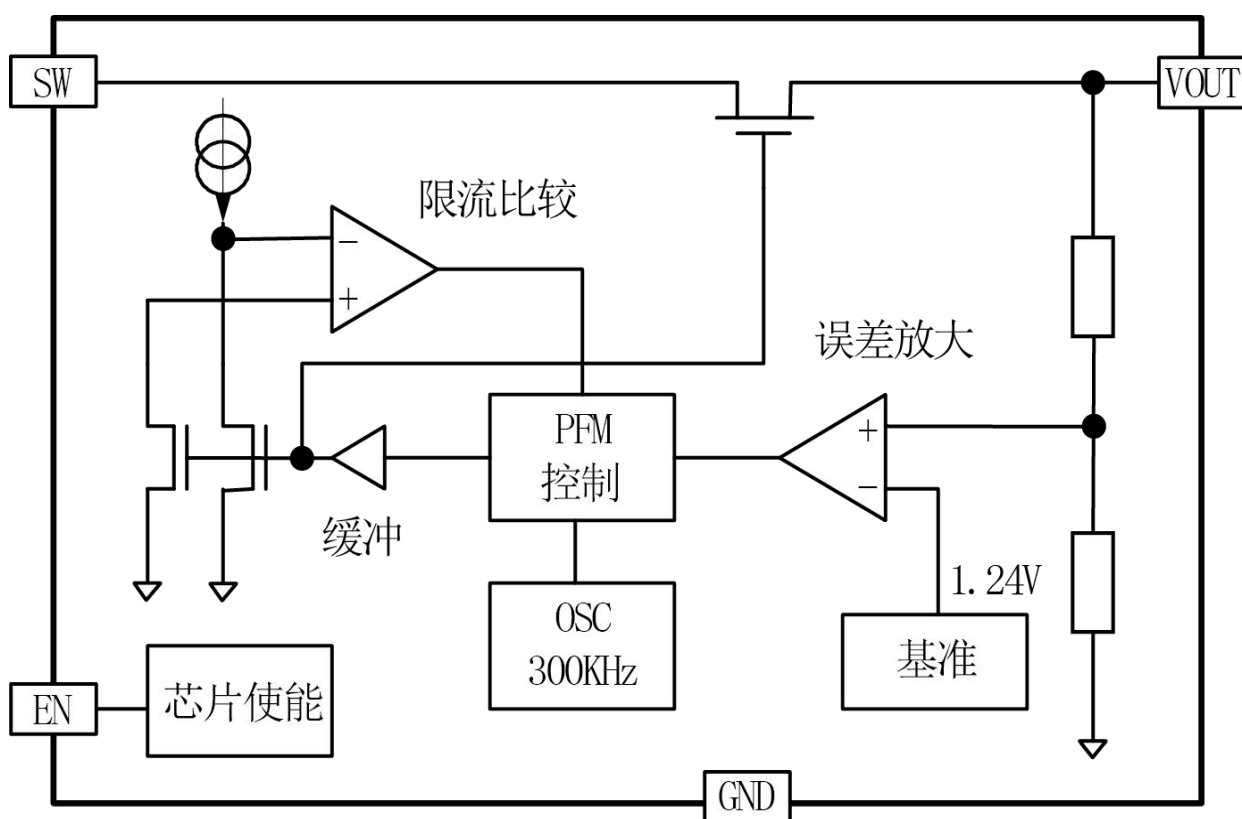 SW
VOUT
限流比较
−
+
误差放大
PFM
控制
+
−
缓冲
1.24V
OSC
300KHz
基准
EN
芯片使能
GND